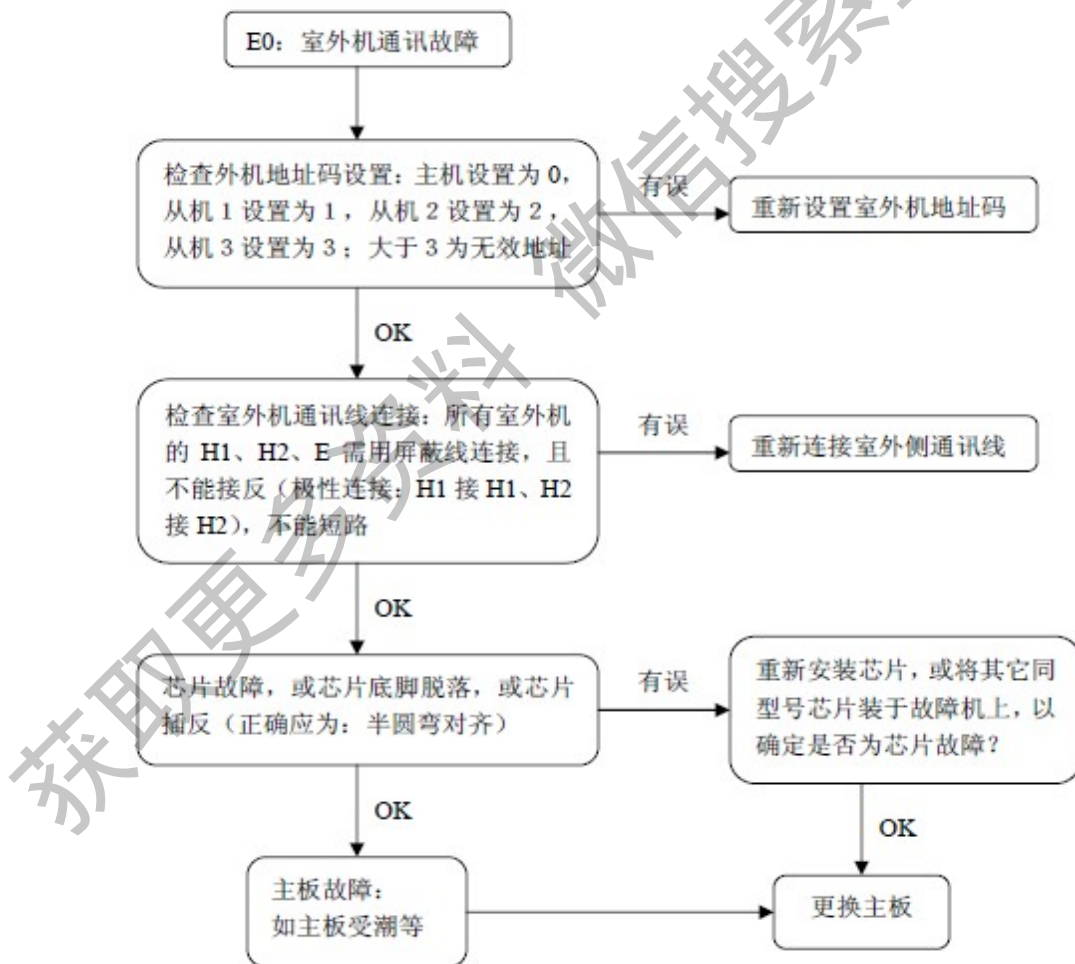 E0：室外机通讯故障
检查外机地址码设置：主机设置为 0，
从机 1 设置为 1，从机 2 设置为 2，
从机 3 设置为 3；大于 3 为无效地址
有误
重新设置室外机地址码
OK
检查室外机通讯线连接：所有室外机
的 H1、H2、E 需用屏蔽线连接，且
不能接反（极性连接：H1 接 H1、H2
接 H2），不能短路
有误
重新连接室外侧通讯线
OK
芯片故障，或芯片底脚脱落，或芯片
插反（正确应为：半圆弯对齐）
有误
重新安装芯片，或将其它同
型号芯片装于故障机上，以
确定是否为芯片故障？
OK
OK
主板故障：
如主板受潮等
更换主板
获取更多资料 微信搜索